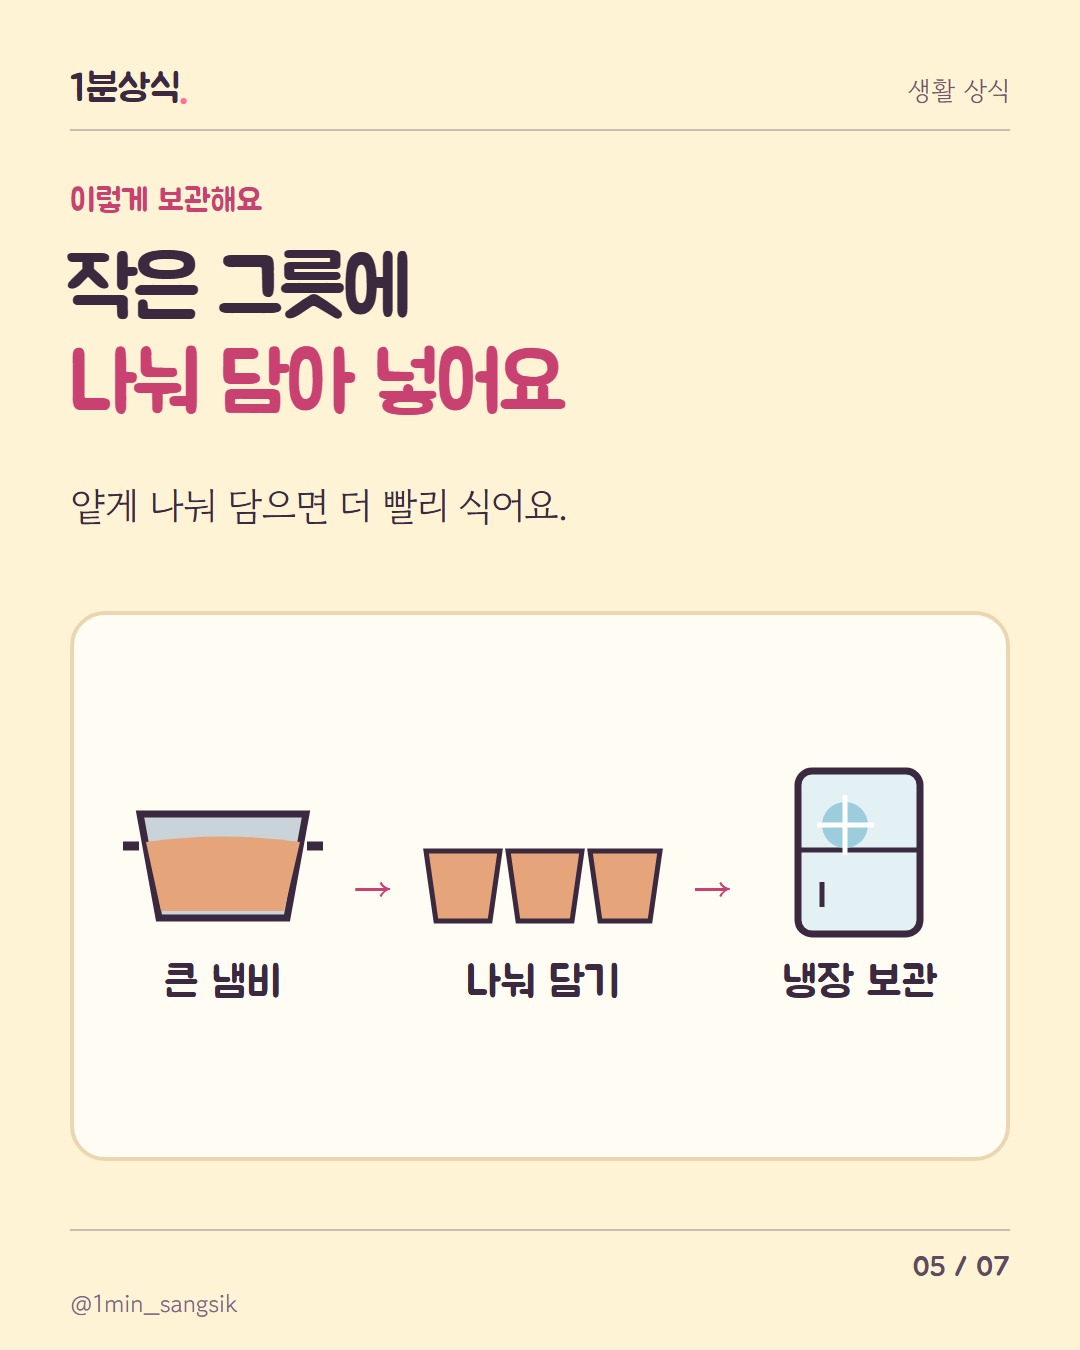 1분상식.
생활 상식
이렇게 보관해요
작은 그릇에
나눠 담아 넣어요
얕게 나눠 담으면 더 빨리 식어요.
→ →
큰 냄비 나눠 담기 냉장 보관
05 / 07
@1min_sangsik